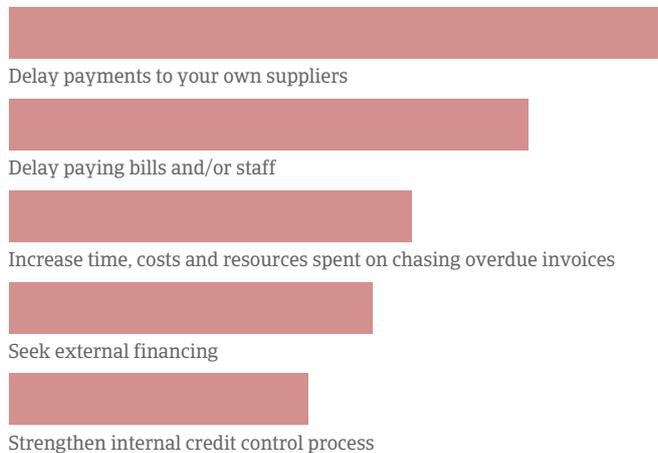 Delay payments to your own suppliers
Delay paying bills and/or staff
Increase time, costs and resources spent on chasing overdue invoices
Seek external financing
Strengthen internal credit control process